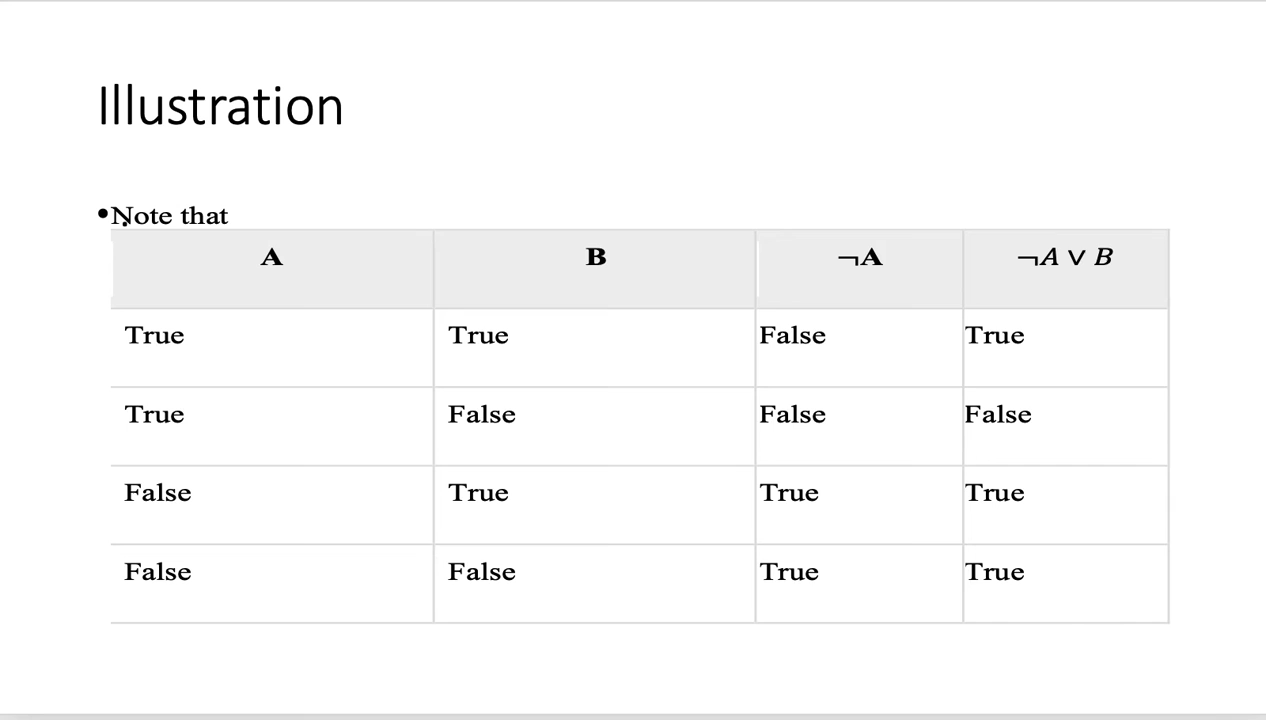 Illustration
•Note that
A B ¬A ¬A ∨ B
True True False True
True False False False
False True True True
False False True True